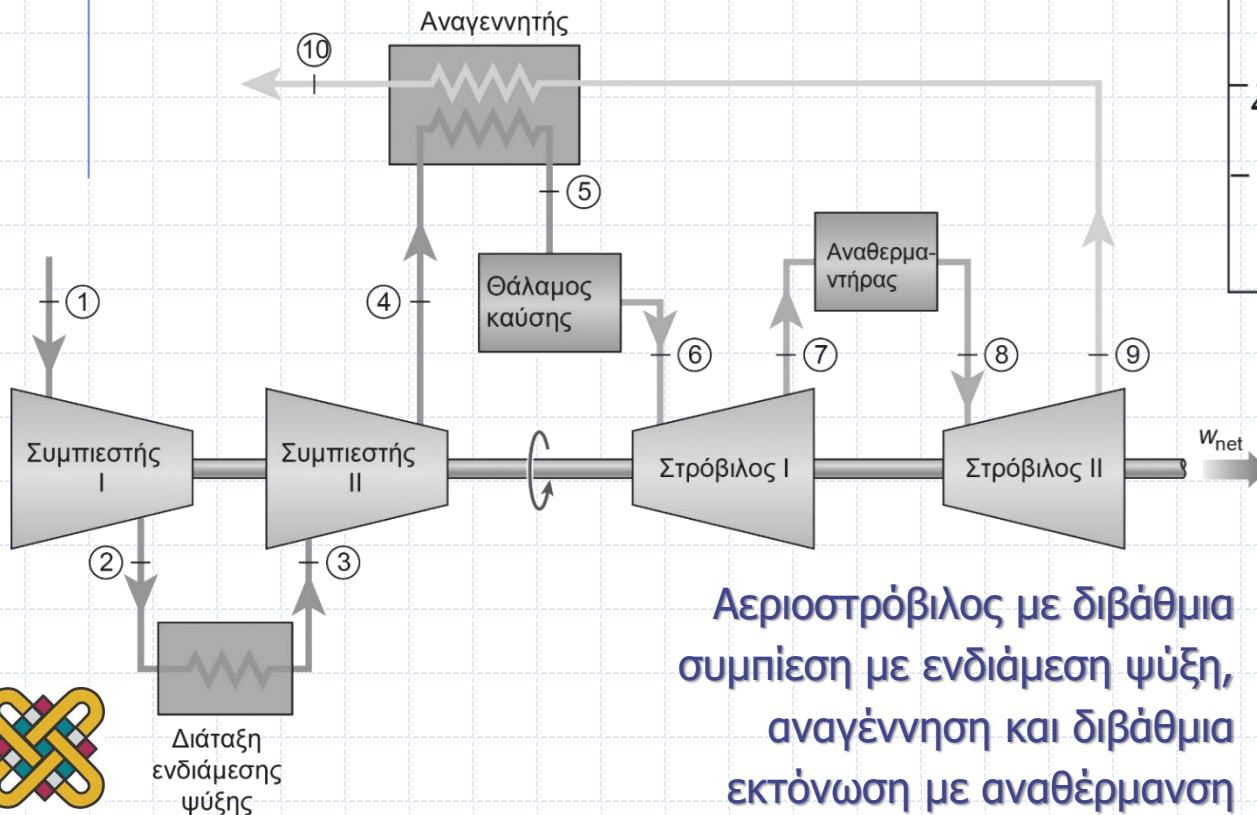 Αναγεννητής
10
5
Αναθερμα-
ντήρας
Θάλαμος
καύσης
1
4
6
7
8
9
Συμπιεστής
I
Συμπιεστής
II
Στρόβιλος I
Στρόβιλος II
wnet
2
3
Διάταξη
ενδιάμεσης
ψύξης
Αεριοστρόβιλος με διβάθμια
συμπίεση με ενδιάμεση ψύξη,
αναγέννηση και διβάθμια
εκτόνωση με αναθέρμανση